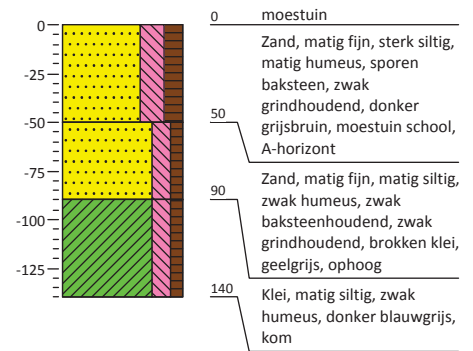 0
-25
-50
-75
-100
-125
0 moestuin
Zand, matig fijn, sterk siltig,
matig humeus, sporen
baksteen, zwak
grindhoudend, donker
grijsbruin, moestuin school,
A-horizont
50
Zand, matig fijn, matig siltig,
zwak humeus, zwak
baksteenhoudend, zwak
grindhoudend, brokken klei,
geelgrijs, ophoog
90
Klei, matig siltig, zwak
humeus, donker blauwgrijs,
kom
140